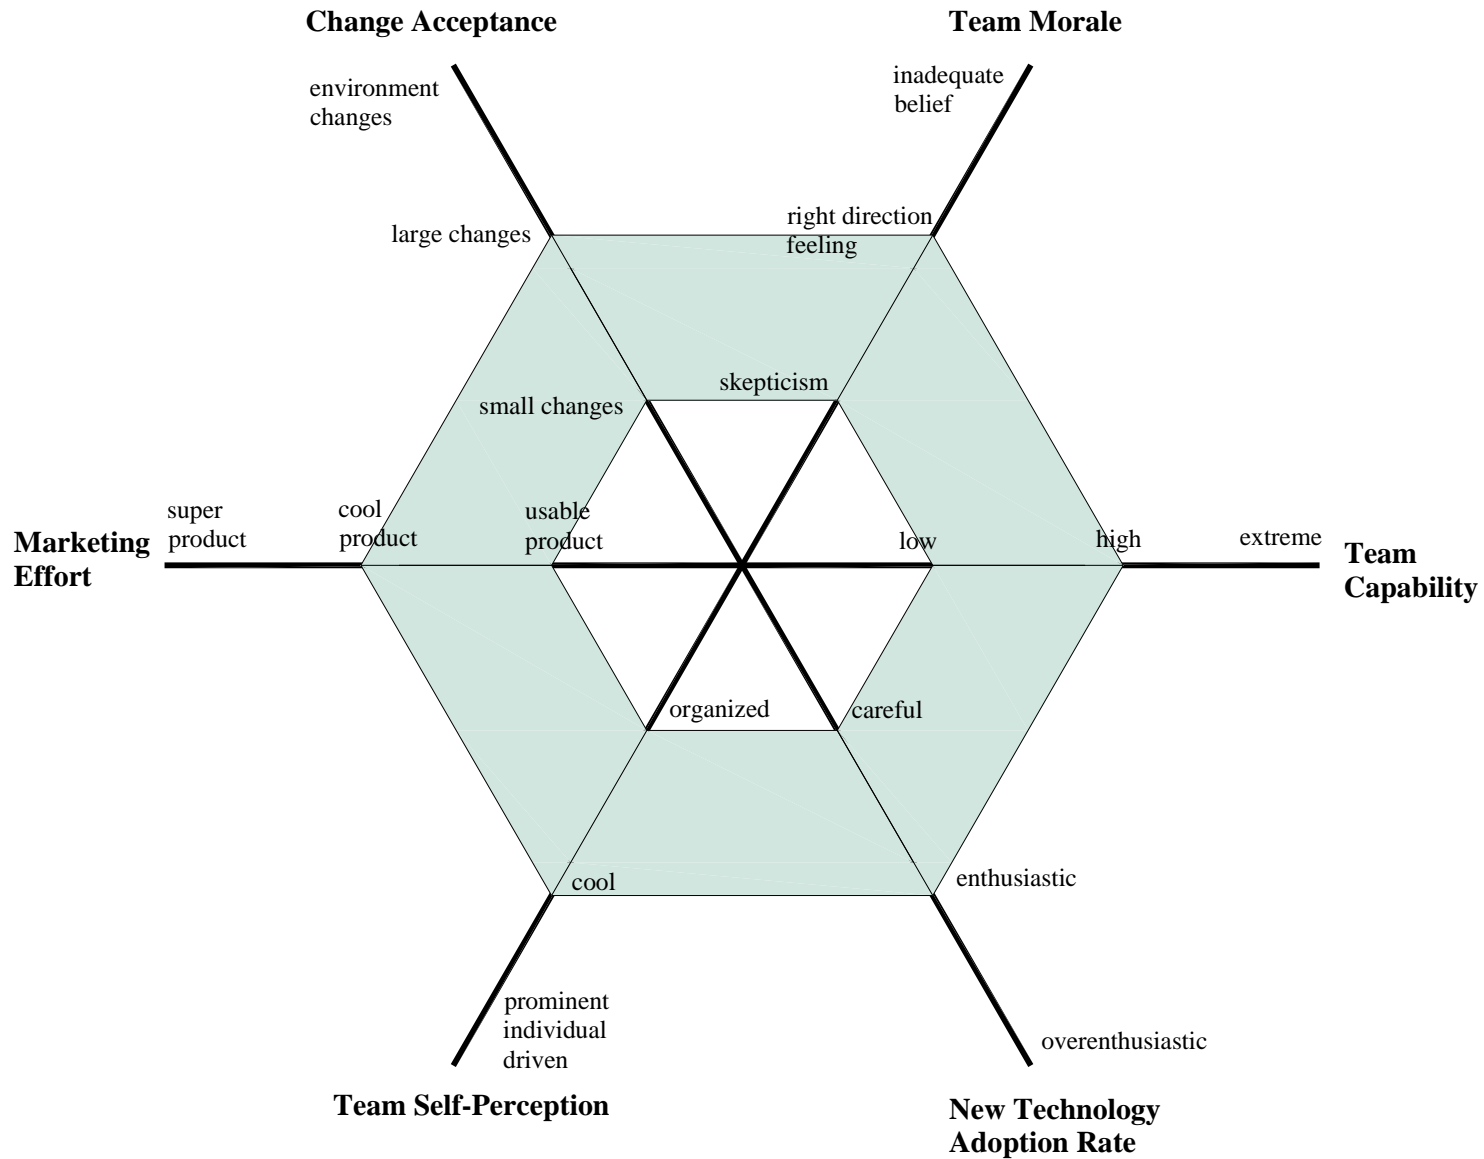 Change Acceptance
Team Morale
environment
changes
inadequate
belief
large changes
right direction
feeling
small changes
skepticism
Marketing
Effort
super
product
cool
product
usable
product
low
high
extreme
Team
Capability
organized
careful
cool
enthusiastic
prominent
individual
driven
overenthusiastic
Team Self-Perception
New Technology
Adoption Rate